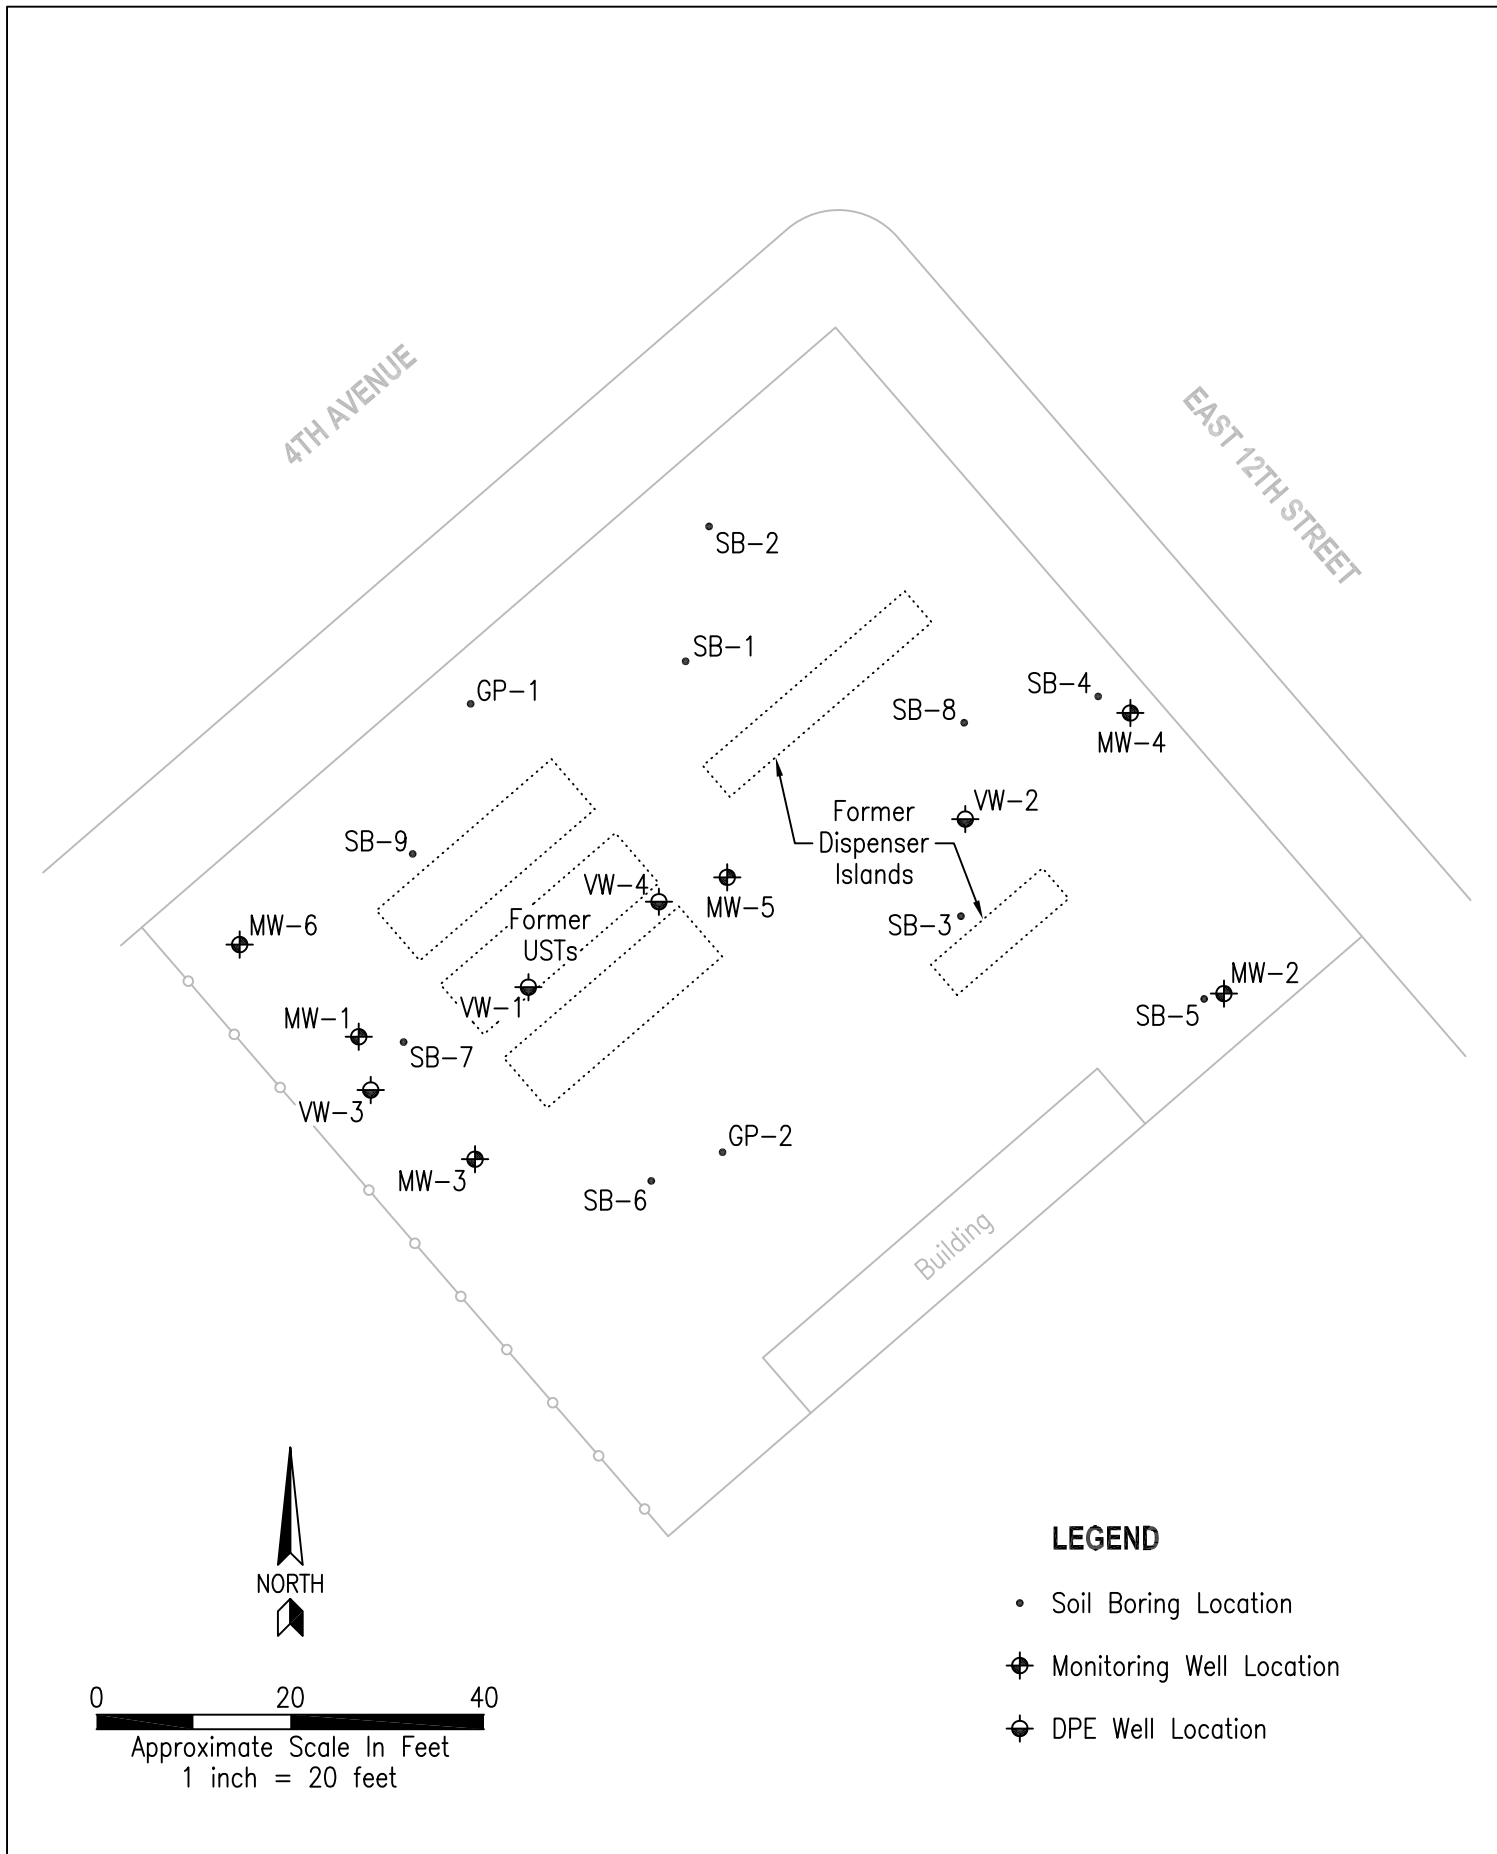 4TH AVENUE
EAST 12TH STREET
SB-2
SB-1
GP-1
SB-4
SB-8
MW-4
VW-2
Former
Dispenser
Islands
SB-9
VW-4
MW-5
SB-3
MW-6
Former
USTs
MW-2
VW-1
SB-5
MW-1
SB-7
VW-3
GP-2
MW-3
SB-6
Building
NORTH
0 20 40
Approximate Scale In Feet
1 inch = 20 feet
LEGEND
Soil Boring Location
Monitoring Well Location
DPE Well Location